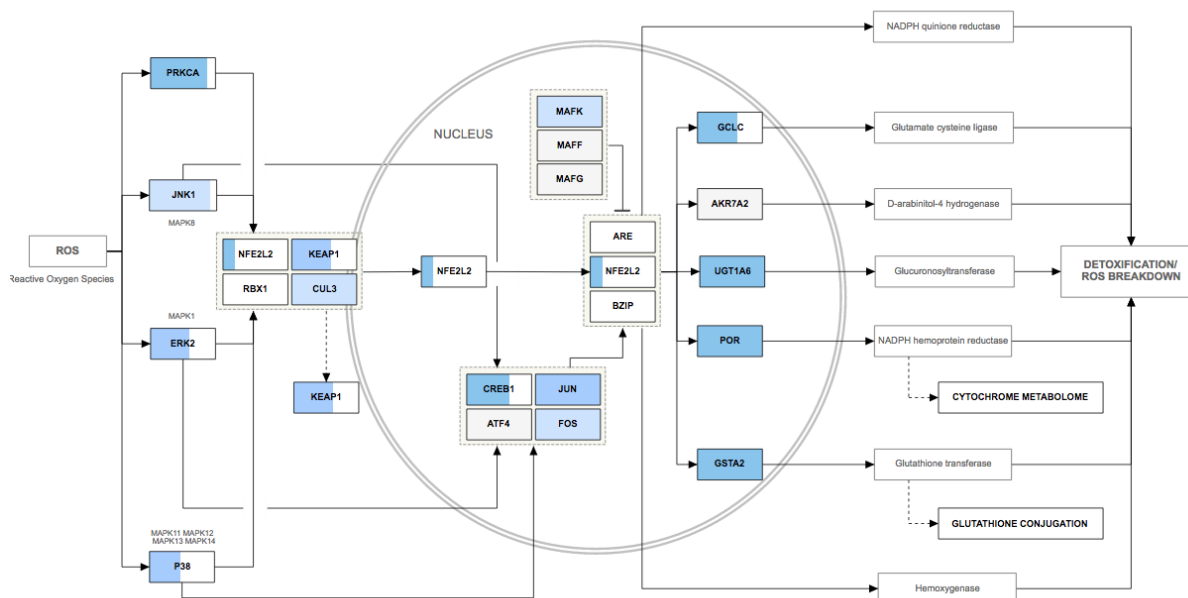 NADPH quinione reductase
PRKCA
MAFK
NUCLEUS
GCLC
Glutamate cysteine ligase
MAFF
MAFG
JNK1
MAPK8
AKR7A2
D-arabinitol-4 hydrogenase
ROS
Reactive Oxygen Species
NFE2L2
KEAP1
RBX1
CUL3
NFE2L2
ARE
NFE2L2
BZIP
UGT1A6
Glucuronosyltransferase
DETOXIFICATION/
ROS BREAKDOWN
MAPK1
ERK2
POR
NADPH hemoprotein reductase
KEAP1
CREB1
JUN
ATF4
FOS
CYTOCHROME METABOLOME
GSTA2
Glutathione transferase
GLUTATHIONE CONJUGATION
MAPK11 MAPK12
MAPK13 MAPK14
P38
Hemoxygenase